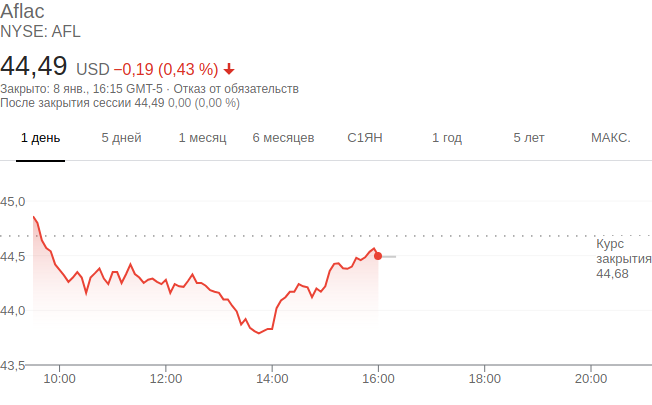 Aflac
NYSE: AFL
44,49 USD −0,19 (0,43 %)
Закрыто: 8 янв., 16:15 GMT-5 · Отказ от обязательств
После закрытия сессии 44,49 0,00 (0,00 %)
1 день 5 дней 1 месяц 6 месяцев С1ЯН 1 год 5 лет МАКС.
45,0
Курс
закрытия
44,68
44,5
44,0
43,5
10:00 12:00 14:00 16:00 18:00 20:00